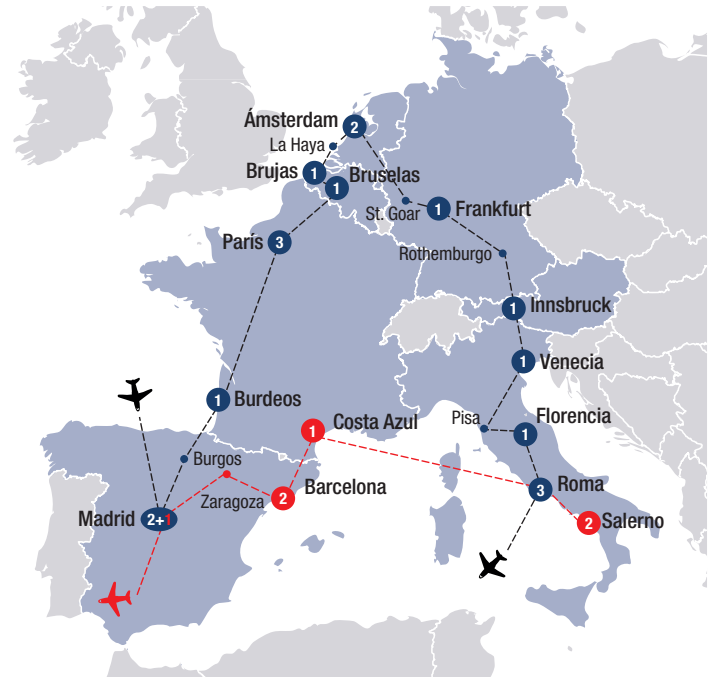 Ámsterdam
2
La Haya
Brujas
1
Bruselas
1
St. Goar
1
Frankfurt
París
3
Rothemburgo
1
Innsbruck
1
Venecia
1
Burdeos
Costa Azul
1
Pisa
Florencia
1
Burgos
Zaragoza
2
Barcelona
3
Roma
Madrid
2+1
2
Salerno